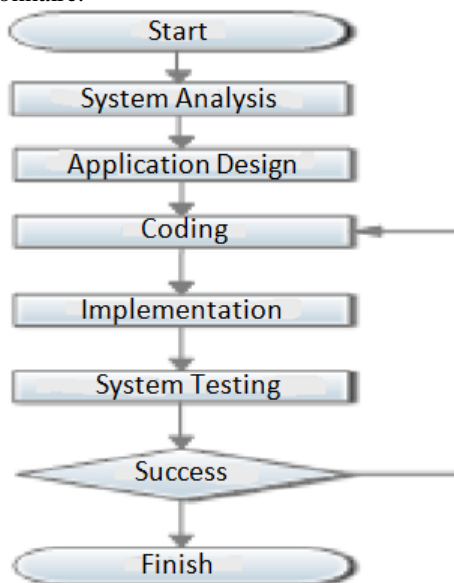 Start
System Analysis
Application Design
Coding
Implementation
System Testing
Success
Finish